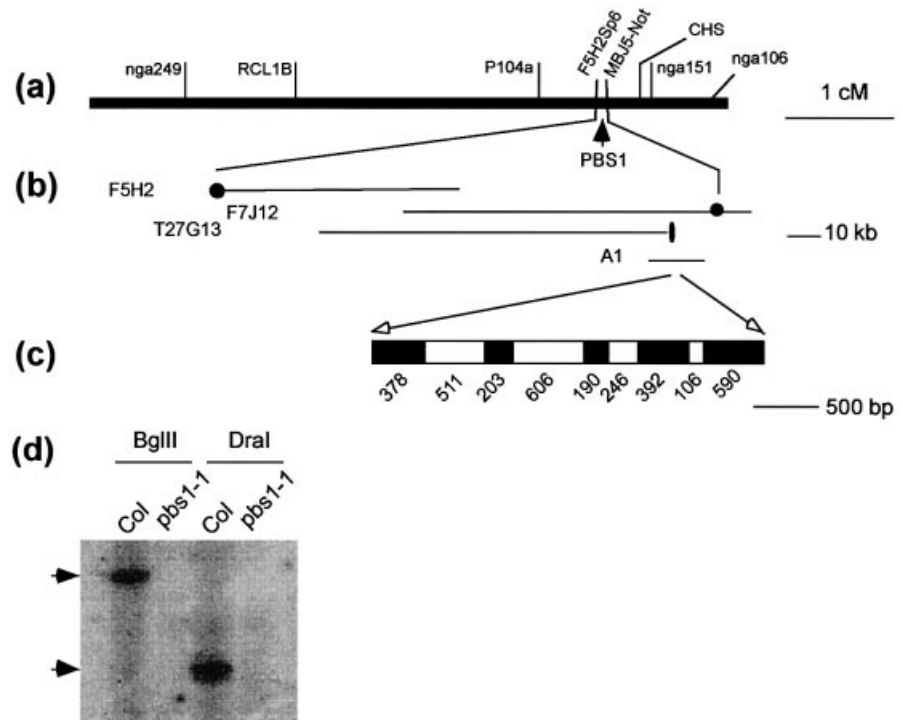 (a)
nga249
RCL1B
P104a
F5H2Sp6
MBJ5-Not
CHS
nga151
nga106
1 cM
PBS1
(b)
F5H2
F7J12
T27G13
10 kb
A1
(c)
378
511
203
606
190
246
392
106
590
500 bp
(d)
BglII
DraI
Col
pbs1-1
Col
pbs1-1